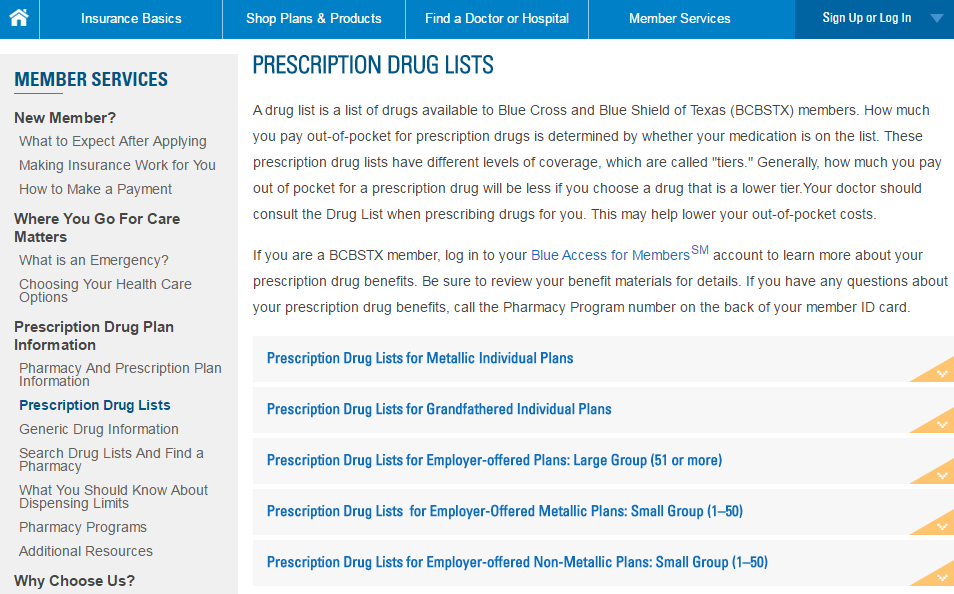 Insurance Basics
Shop Plans & Products
Find a Doctor or Hospital
Member Services
Sign Up or Log In
MEMBER SERVICES
New Member?
What to Expect After Applying
Making Insurance Work for You
How to Make a Payment
Where You Go For Care
Matters
What is an Emergency?
Choosing Your Health Care
Options
Prescription Drug Plan
Information
Pharmacy And Prescription Plan
Information
Prescription Drug Lists
Generic Drug Information
Search Drug Lists And Find a
Pharmacy
What You Should Know About
Dispensing Limits
Pharmacy Programs
Additional Resources
Why Choose Us?
PRESCRIPTION DRUG LISTS
A drug list is a list of drugs available to Blue Cross and Blue Shield of Texas (BCBSTX) members. How much
you pay out-of-pocket for prescription drugs is determined by whether your medication is on the list. These
prescription drug lists have different levels of coverage, which are called "tiers." Generally, how much you pay
out of pocket for a prescription drug will be less if you choose a drug that is a lower tier.Your doctor should
consult the Drug List when prescribing drugs for you. This may help lower your out-of-pocket costs.
If you are a BCBSTX member, log in to your Blue Access for Members SM account to learn more about your
prescription drug benefits. Be sure to review your benefit materials for details. If you have any questions about
your prescription drug benefits, call the Pharmacy Program number on the back of your member ID card.
Prescription Drug Lists for Metallic Individual Plans
Prescription Drug Lists for Grandfathered Individual Plans
Prescription Drug Lists for Employer-offered Plans: Large Group (51 or more)
Prescription Drug Lists for Employer-Offered Metallic Plans: Small Group (1–50)
Prescription Drug Lists for Employer-offered Non-Metallic Plans: Small Group (1–50)